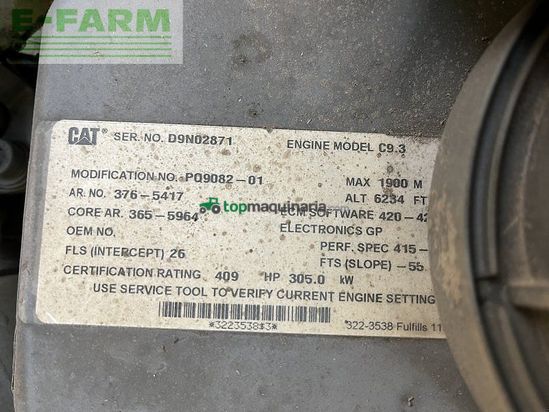 E-FARM
CAT SER. NO. D9N02871 ENGINE MODEL C9.3
MODIFICATION NO. PQ9082-01 MAX 1900 M
AR. NO. 376-5417 ALT 6234 FT
topmaquinaria
CORE AR. 365-5964 ECM SOFTWARE 420-42
OEM NO. ELECTRONICS GP
PERF. SPEC 415-
FLS (INTERCEPT) 26 FTS (SLOPE) -55
CERTIFICATION RATING 409 HP 305.0 kW
USE SERVICE TOOL TO VERIFY CURRENT ENGINE SETTING
*3223538#3* 322-3538 Fulfills 11